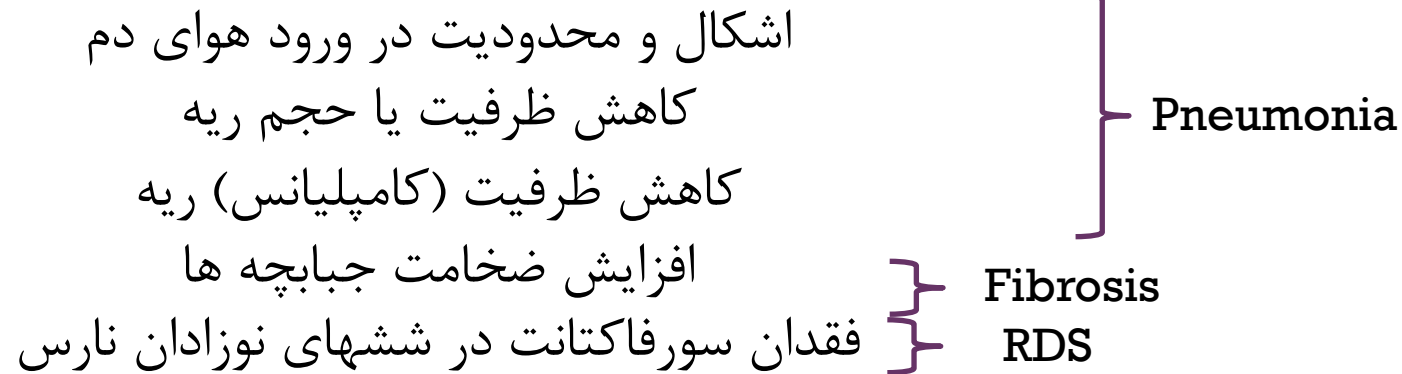 اشکال و محدودیت در ورود هوای دم
کاهش ظرفیت یا حجم ریه
Pneumonia
کاهش ظرفیت (کامپلیانس) ریه
افزایش ضخامت جبابچه ها
Fibrosis
فقدان سورفاکتانت در ششهای نوزادان نارس
RDS